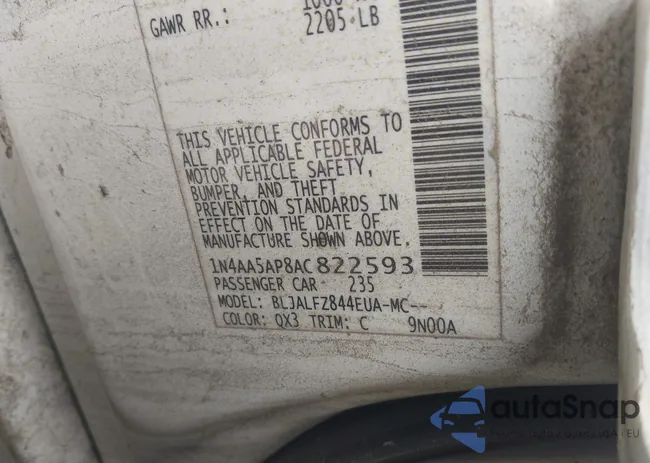 GAWR RR.:
2205 LB
THIS VEHICLE CONFORMS TO
ALL APPLICABLE FEDERAL
MOTOR VEHICLE SAFETY,
BUMPER, AND THEFT
PREVENTION STANDARDS IN
EFFECT ON THE DATE OF
MANUFACTURE SHOWN ABOVE.
1N4AA5AP8AC822593
PASSENGER CAR 235
MODEL: BLJALFZ844EUA-MC--
COLOR: QX3 TRIM: C 9N00A
autoSnap